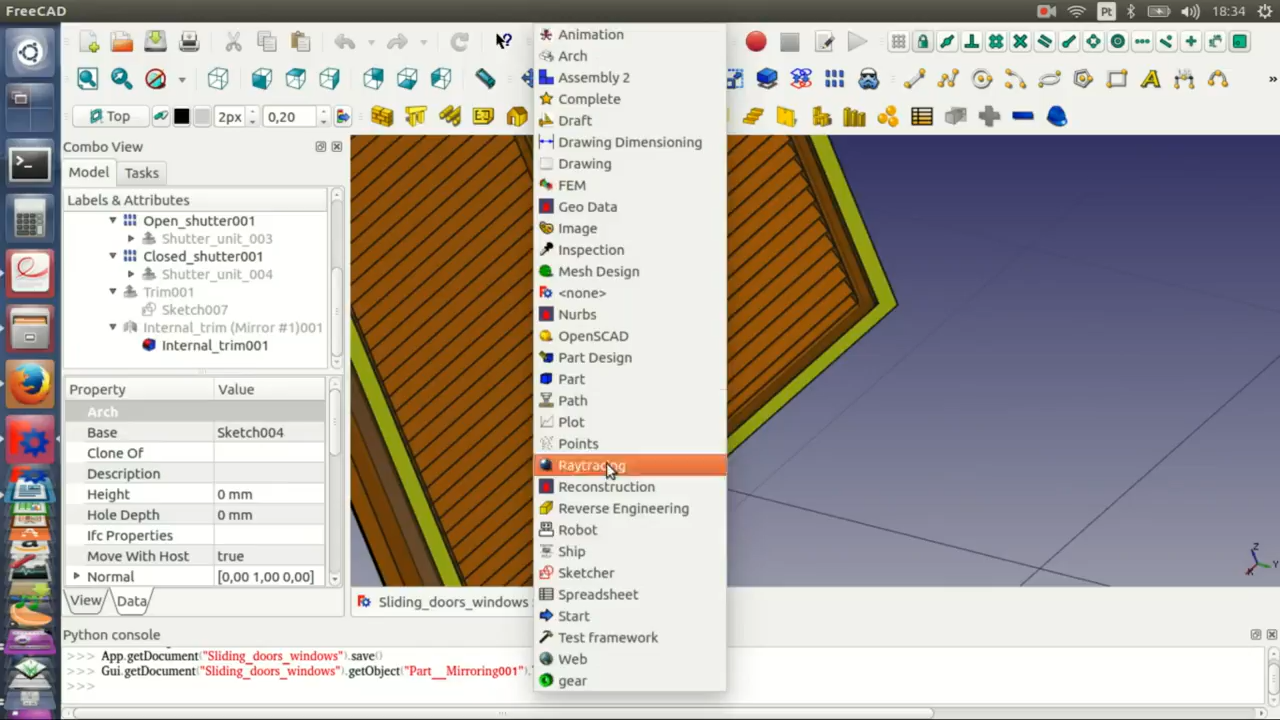 FreeCAD
Pt
18:34
Top
2px
0,20
Combo View
Model
Tasks
Labels & Attributes
Open_shutter001
Shutter_unit_003
Closed_shutter001
Shutter_unit_004
Trim001
Sketch007
Internal_trim (Mirror #1)001
Internal_trim001
Property Value
Arch
Base Sketch004
Clone Of
Description
Height 0 mm
Hole Depth 0 mm
Ifc Properties
Move With Host true
Normal [0,00 1,00 0,00]
View
Data
Animation
Arch
Assembly 2
Complete
Draft
Drawing Dimensioning
Drawing
FEM
Geo Data
Image
Inspection
Mesh Design
<none>
Nurbs
OpenSCAD
Part Design
Part
Path
Plot
Points
Raytracing
Reconstruction
Reverse Engineering
Robot
Ship
Sketcher
Spreadsheet
Start
Test framework
Web
gear
Z
Y
Sliding_doors_windows
Python console
>>> App.getDocument("Sliding_doors_windows").save()
>>> Gui.getDocument("Sliding_doors_windows").getObject("Part__Mirroring001").
>>>